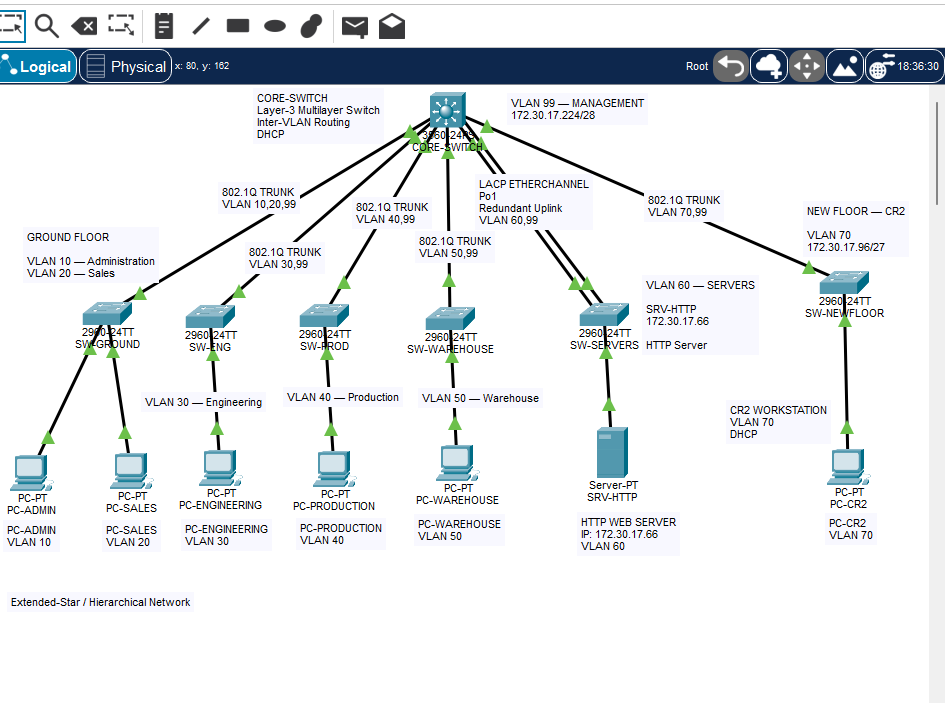 Logical
Physical
x: 80, y: 162
Root
18:36:30
CORE-SWITCH
Layer-3 Multilayer Switch
Inter-VLAN Routing
DHCP
3560-24PS
CORE-SWITCH
VLAN 99 — MANAGEMENT
172.30.17.224/28
802.1Q TRUNK
VLAN 10,20,99
802.1Q TRUNK
VLAN 30,99
802.1Q TRUNK
VLAN 40,99
802.1Q TRUNK
VLAN 50,99
LACP ETHERCHANNEL
Po1
Redundant Uplink
VLAN 60,99
802.1Q TRUNK
VLAN 70,99
NEW FLOOR — CR2
VLAN 70
172.30.17.96/27
GROUND FLOOR
VLAN 10 — Administration
VLAN 20 — Sales
2960-24TT
SW-GROUND
2960-24TT
SW-ENG
2960-24TT
SW-PROD
2960-24TT
SW-WAREHOUSE
2960-24TT
SW-SERVERS
VLAN 60 — SERVERS
SRV-HTTP
172.30.17.66
HTTP Server
2960-24TT
SW-NEWFLOOR
VLAN 30 — Engineering
VLAN 40 — Production
VLAN 50 — Warehouse
CR2 WORKSTATION
VLAN 70
DHCP
PC-PT
PC-ADMIN
PC-PT
PC-SALES
PC-PT
PC-ENGINEERING
PC-PT
PC-PRODUCTION
PC-PT
PC-WAREHOUSE
Server-PT
SRV-HTTP
PC-PT
PC-CR2
PC-ADMIN
VLAN 10
PC-SALES
VLAN 20
PC-ENGINEERING
VLAN 30
PC-PRODUCTION
VLAN 40
PC-WAREHOUSE
VLAN 50
HTTP WEB SERVER
IP: 172.30.17.66
VLAN 60
PC-CR2
VLAN 70
Extended-Star / Hierarchical Network